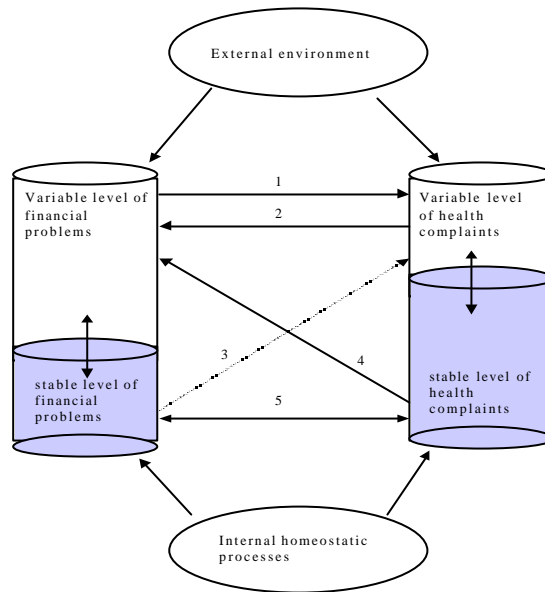 External environment
Variable level of
financial
problems
1
Variable level
of health
complaints
2
3
4
stable level of
financial
problems
stable level of
health
complaints
5
Internal homeostatic
processes